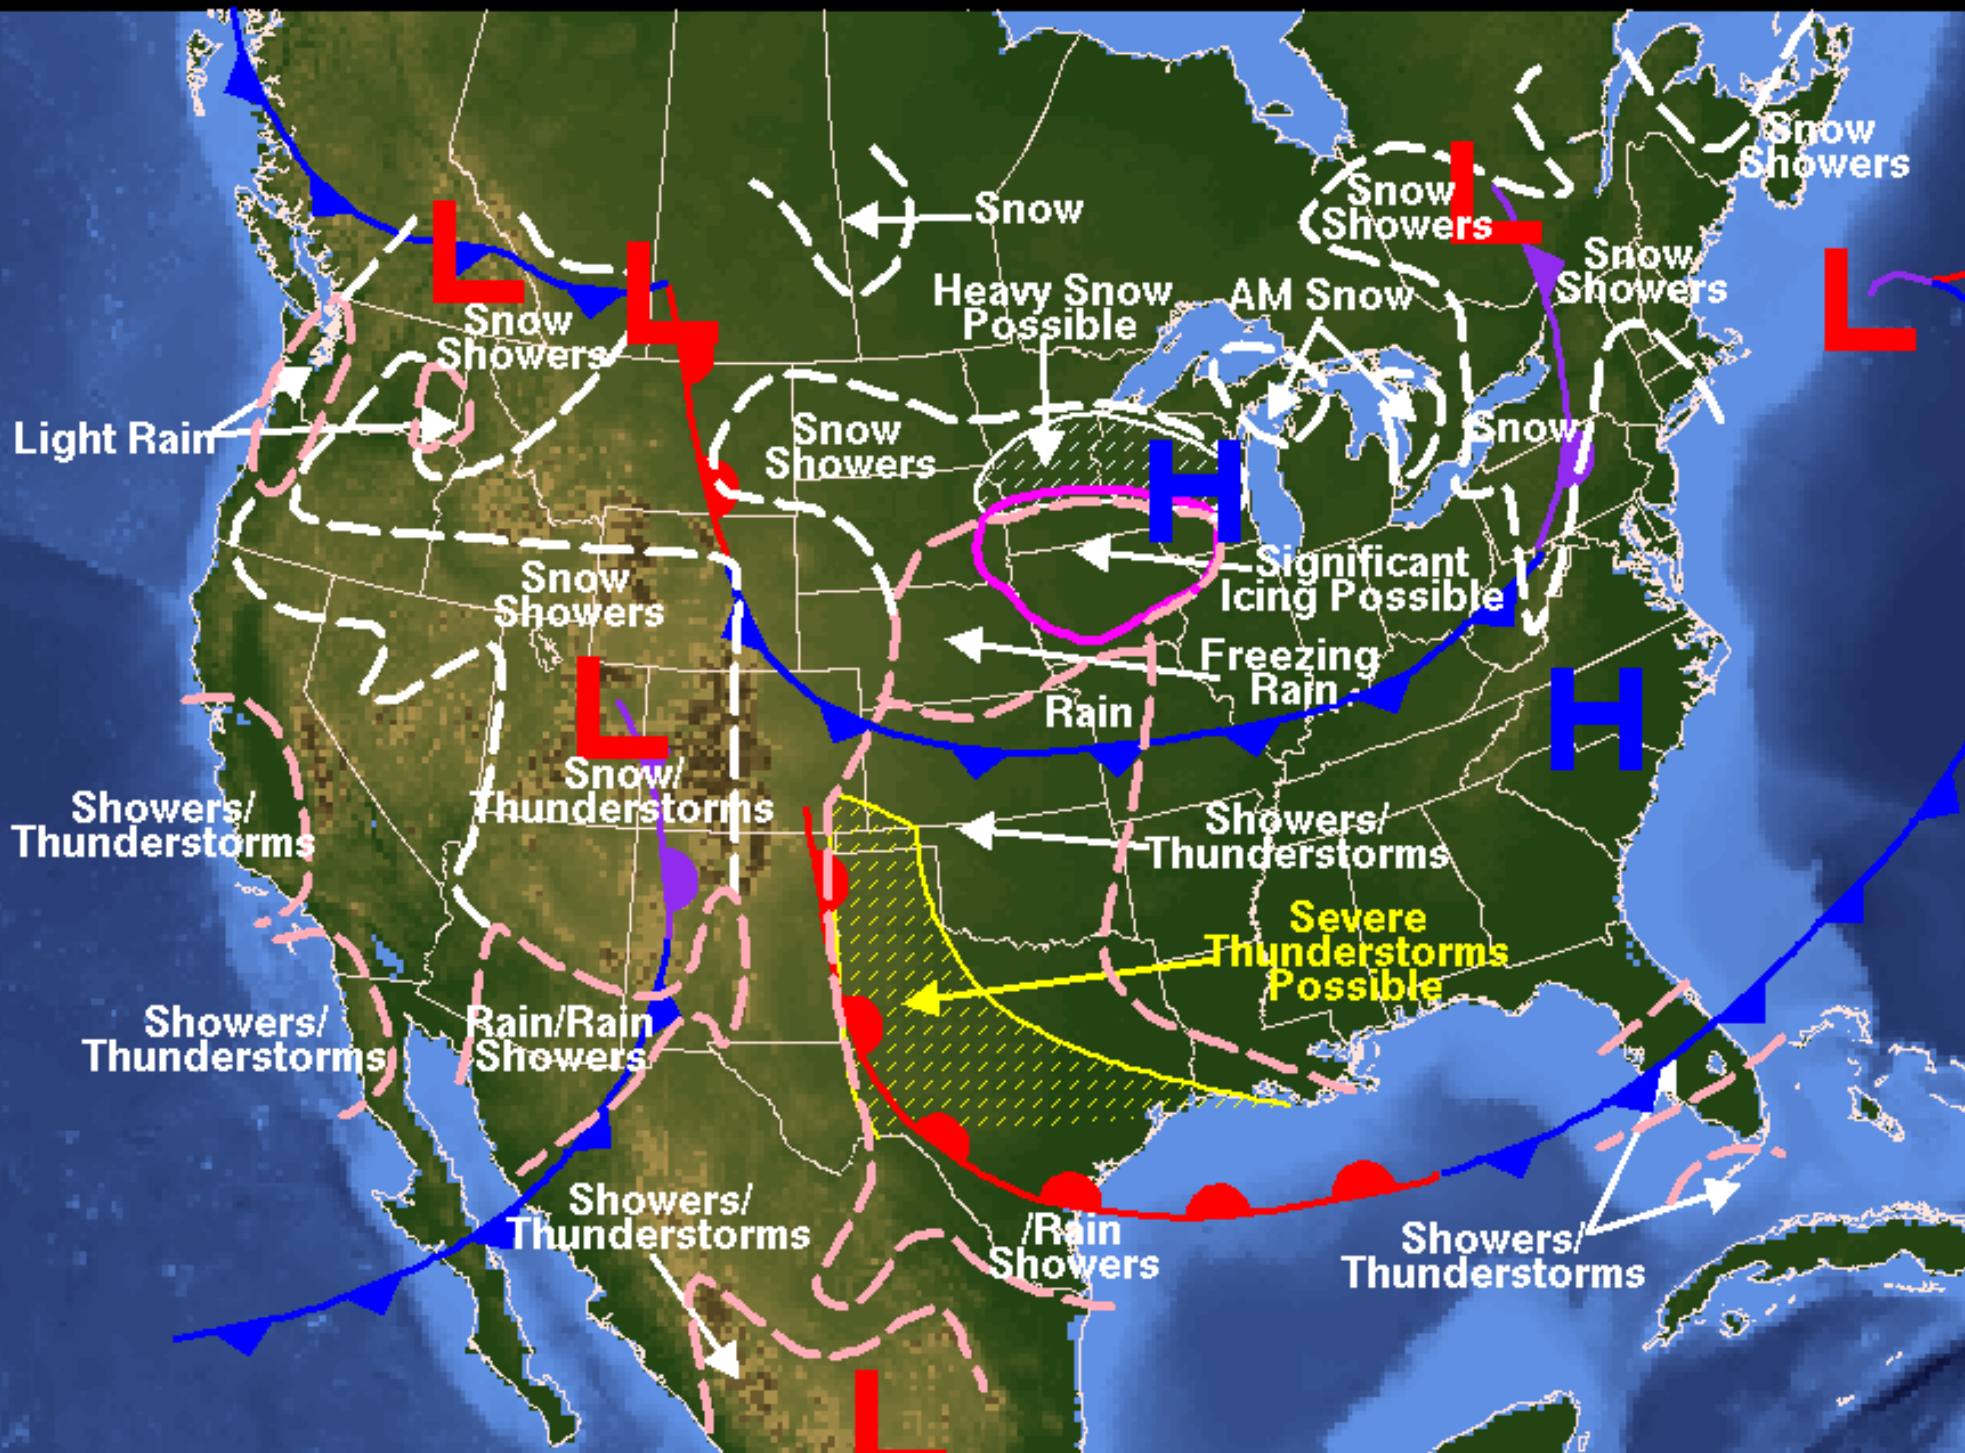 Snow
Showers
Snow
Snow
Showers
L
L
L
Snow
Showers
L
Heavy Snow
Possible
AM Snow
Snow
Showers
Light Rain
Snow
Showers
Snow
H
Significant
Icing Possible
Snow
Showers
Freezing
Rain
L
Rain
H
Snow/
Thunderstorms
Showers/
Thunderstorms
Showers/
Thunderstorms
Severe
Thunderstorms
Possible
Showers/
Thunderstorms
Rain/Rain
Showers
Showers/
Thunderstorms
/Rain
Showers
Showers/
Thunderstorms
L